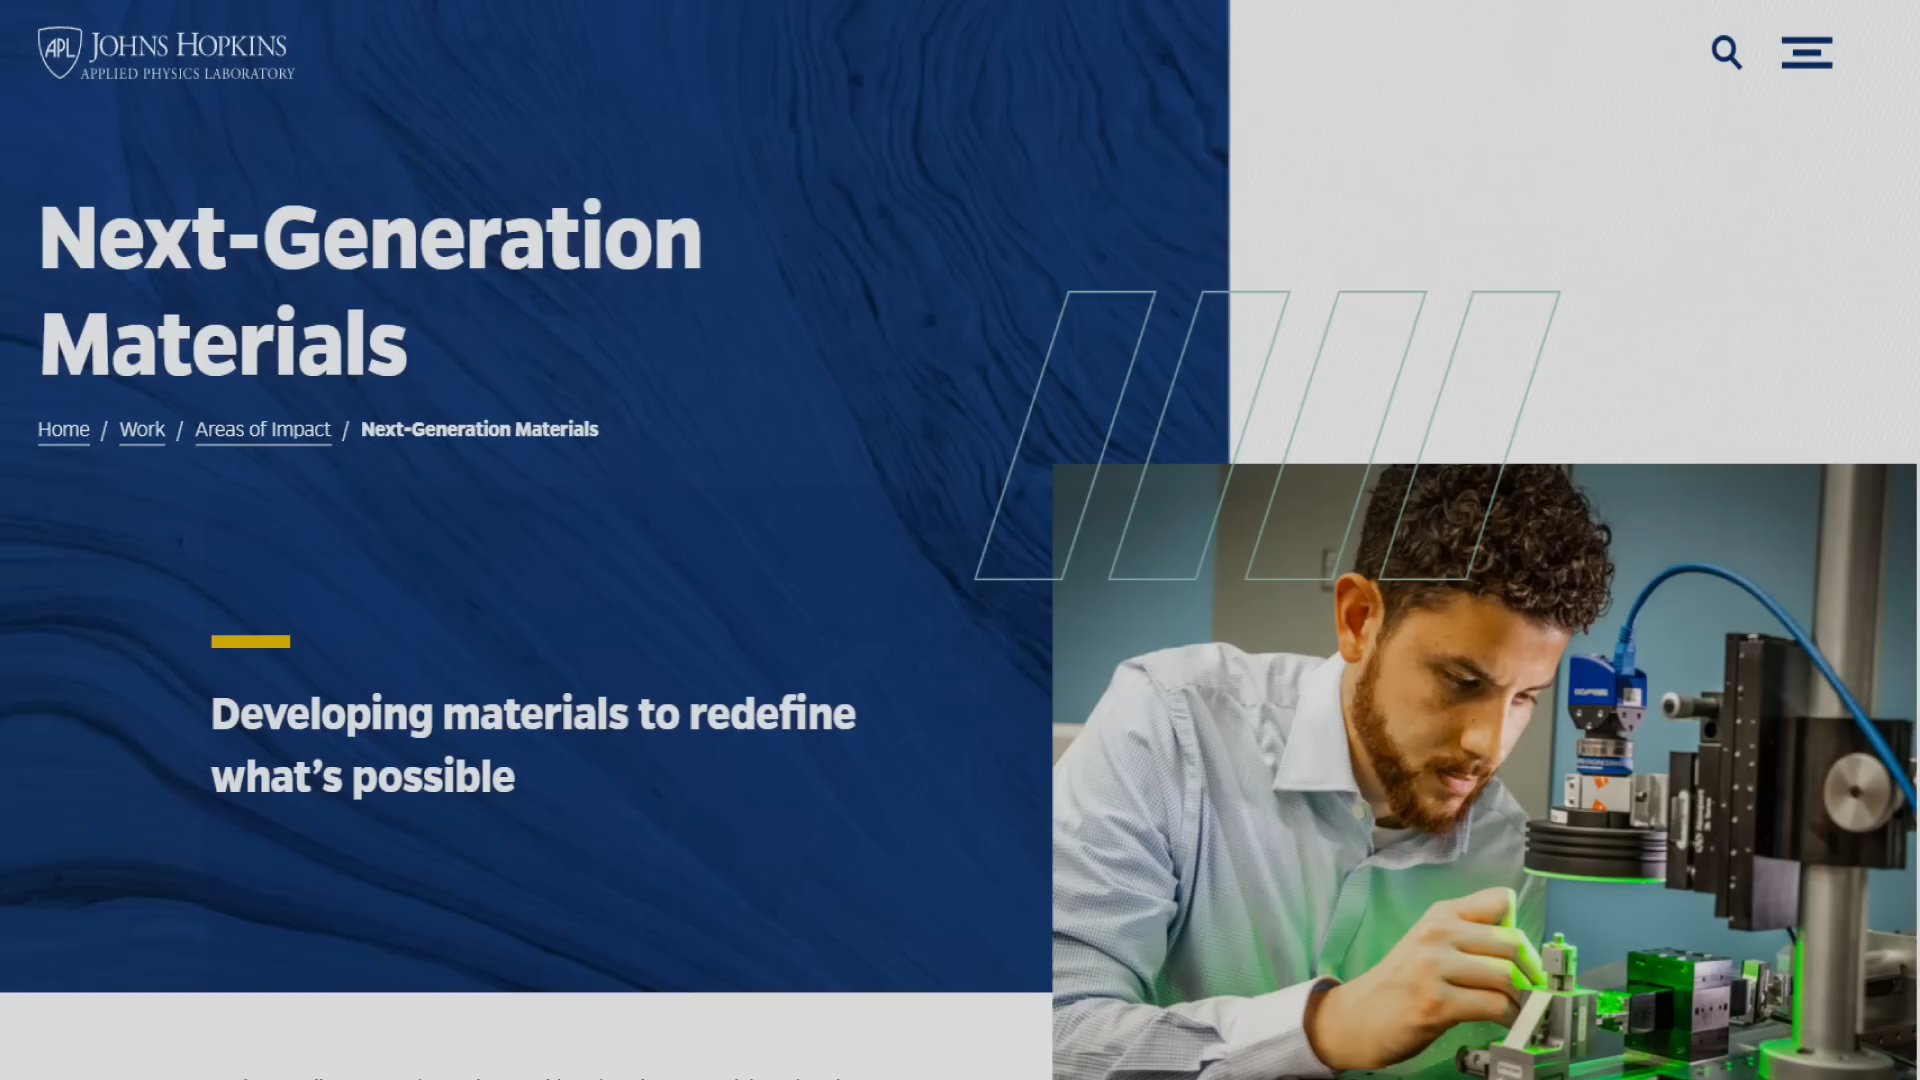 APL JOHNS HOPKINS
APPLIED PHYSICS LABORATORY
Next-Generation
Materials
Home / Work / Areas of Impact / Next-Generation Materials
Developing materials to redefine
what’s possible